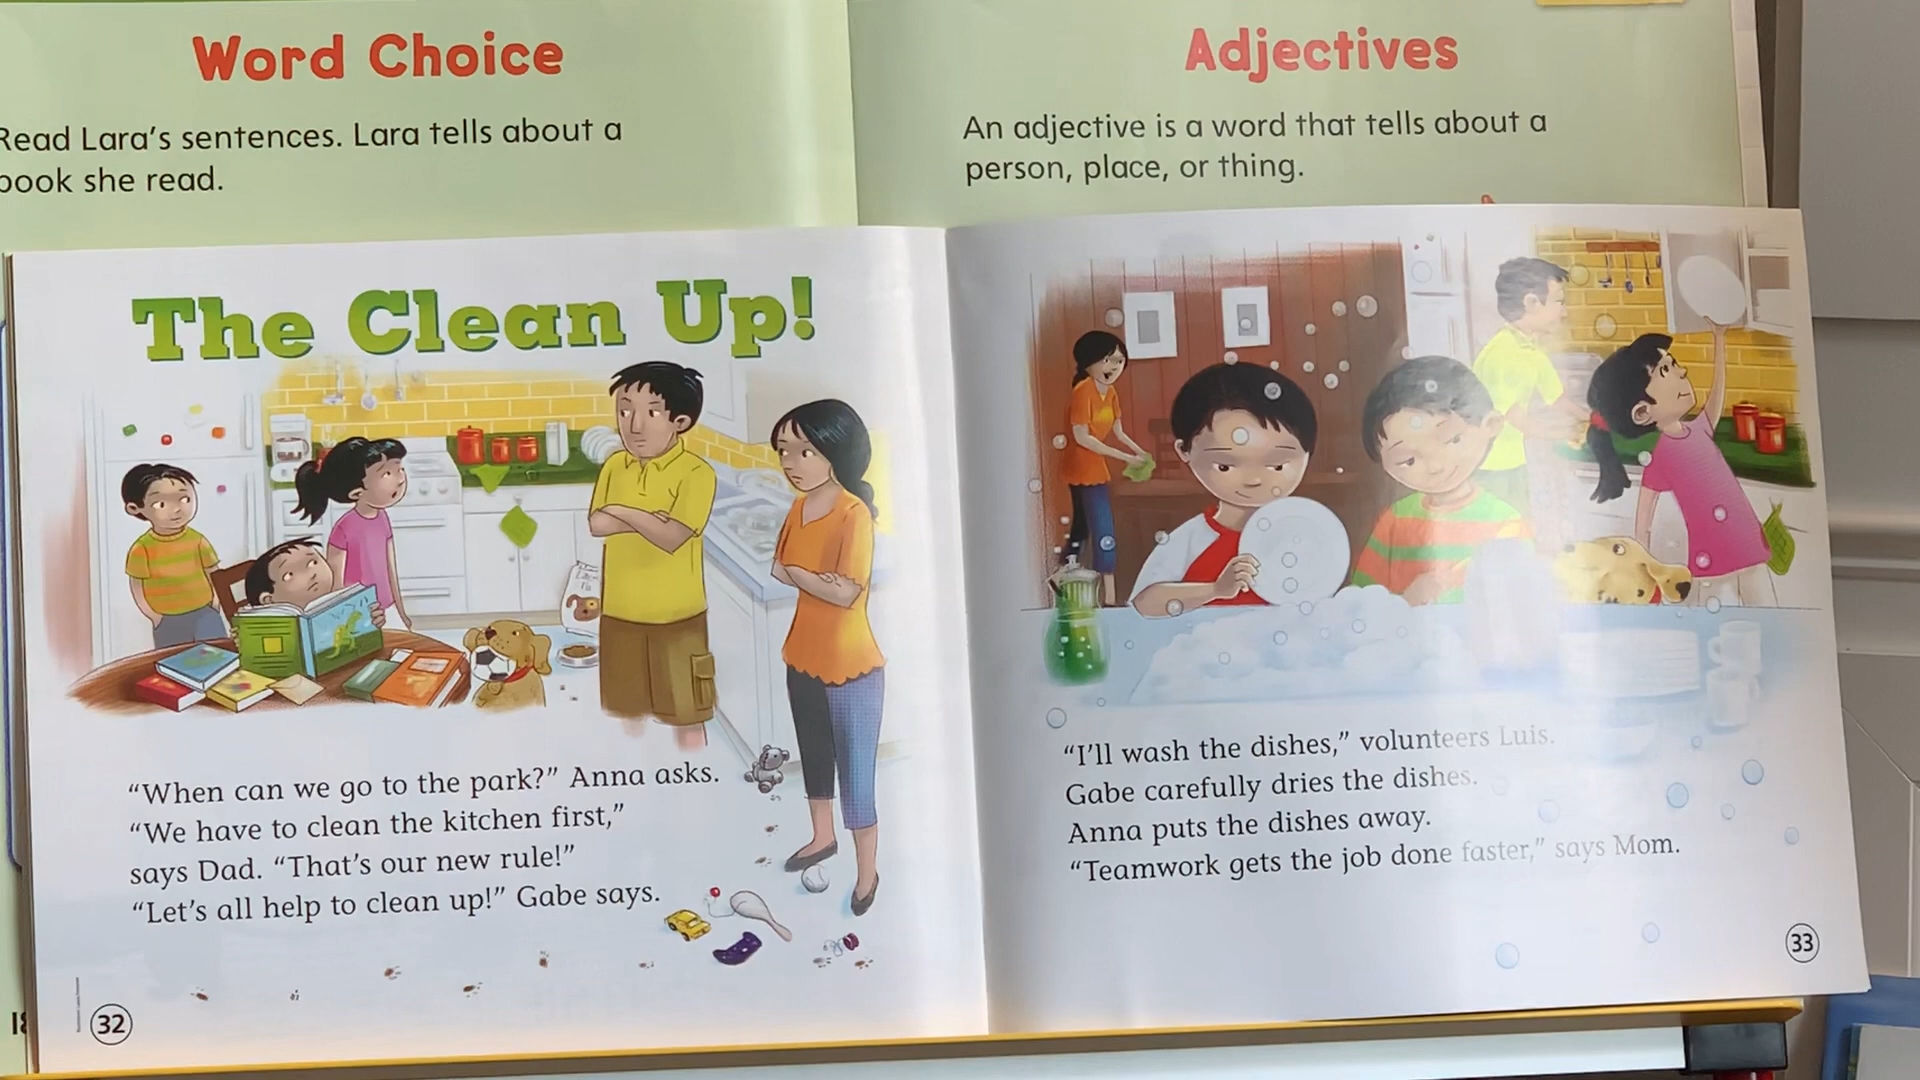 Word Choice
Read Lara's sentences. Lara tells about a
book she read.
Adjectives
An adjective is a word that tells about a
person, place, or thing.
The Clean Up!
"When can we go to the park?" Anna asks.
"We have to clean the kitchen first,"
says Dad. "That's our new rule!"
"Let's all help to clean up!" Gabe says.
32
"I'll wash the dishes," volunteers Luis.
Gabe carefully dries the dishes.
Anna puts the dishes away.
"Teamwork gets the job done faster," says Mom.
33